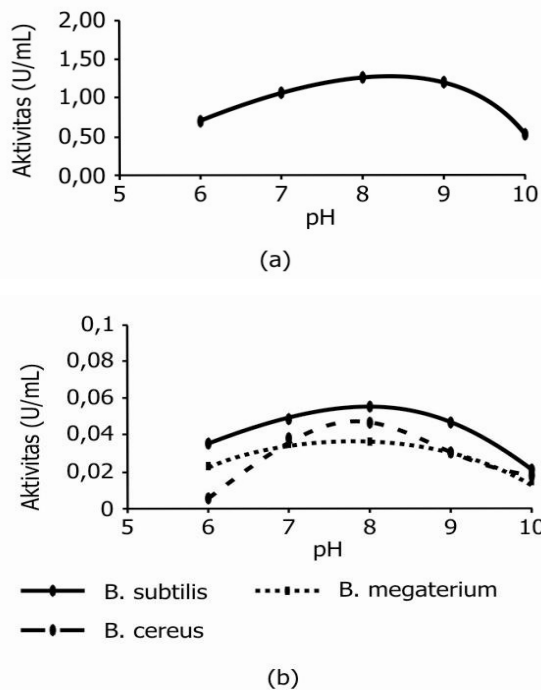 2,00
1,50
1,00
0,50
0,00
Aktivitas (U/mL)
5 6 7 8 9 10
pH
(a)
0,1
0,08
0,06
0,04
0,02
0
Aktivitas (U/mL)
5 6 7 8 9 10
pH
B. subtilis B. megaterium
B. cereus
(b)